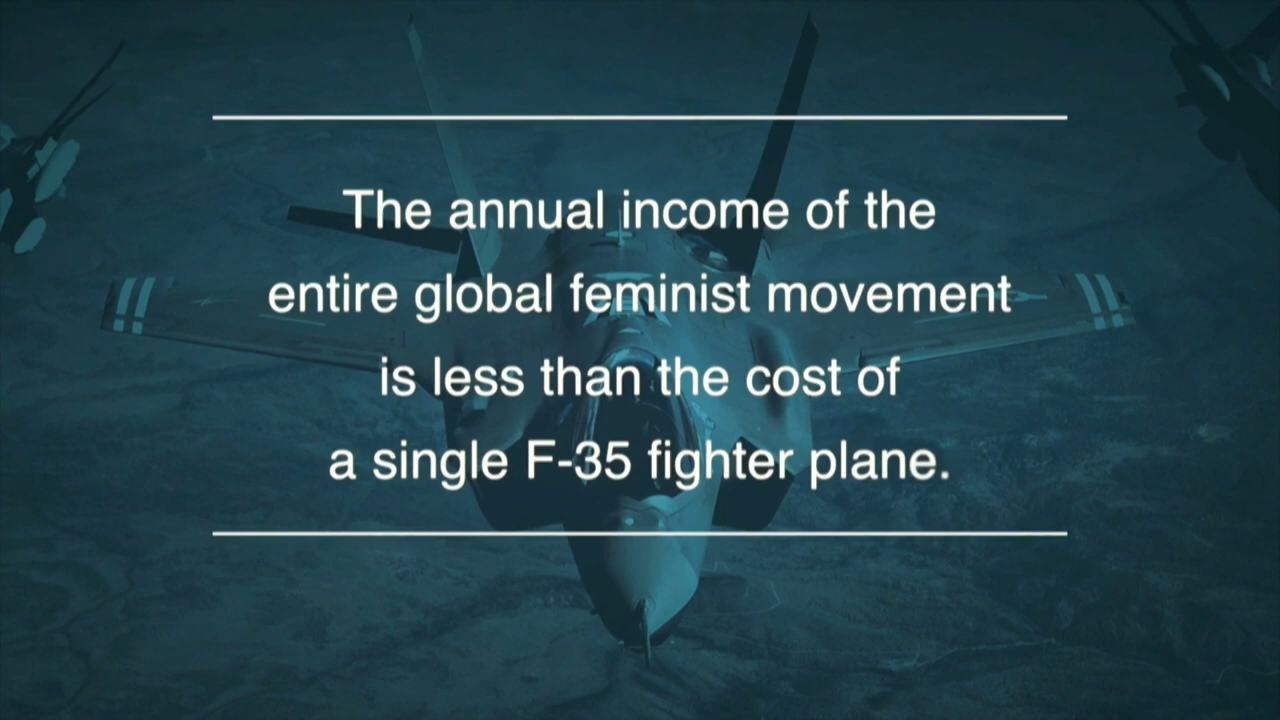 The annual income of the
entire global feminist movement
is less than the cost of
a single F-35 fighter plane.